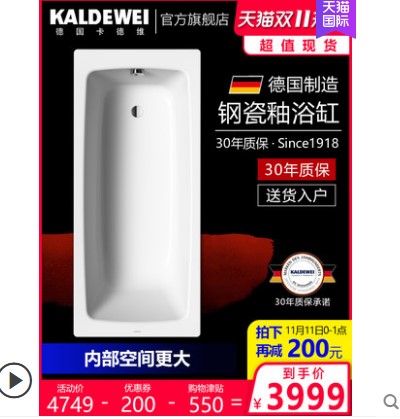 KALDEWEI 官方旗舰店
德国卡德维
天猫双11狂
天猫国际
超值现货
德国制造
钢瓷釉浴缸
30年质保·Since1918
30年质保
送货入户
KALDEWEI
30年质保承诺
内部空间更大
拍下 11月11日0-1点
再减200元
活动价 优惠券 购物津贴 到手价
4749 - 200 - 550 = ¥3999